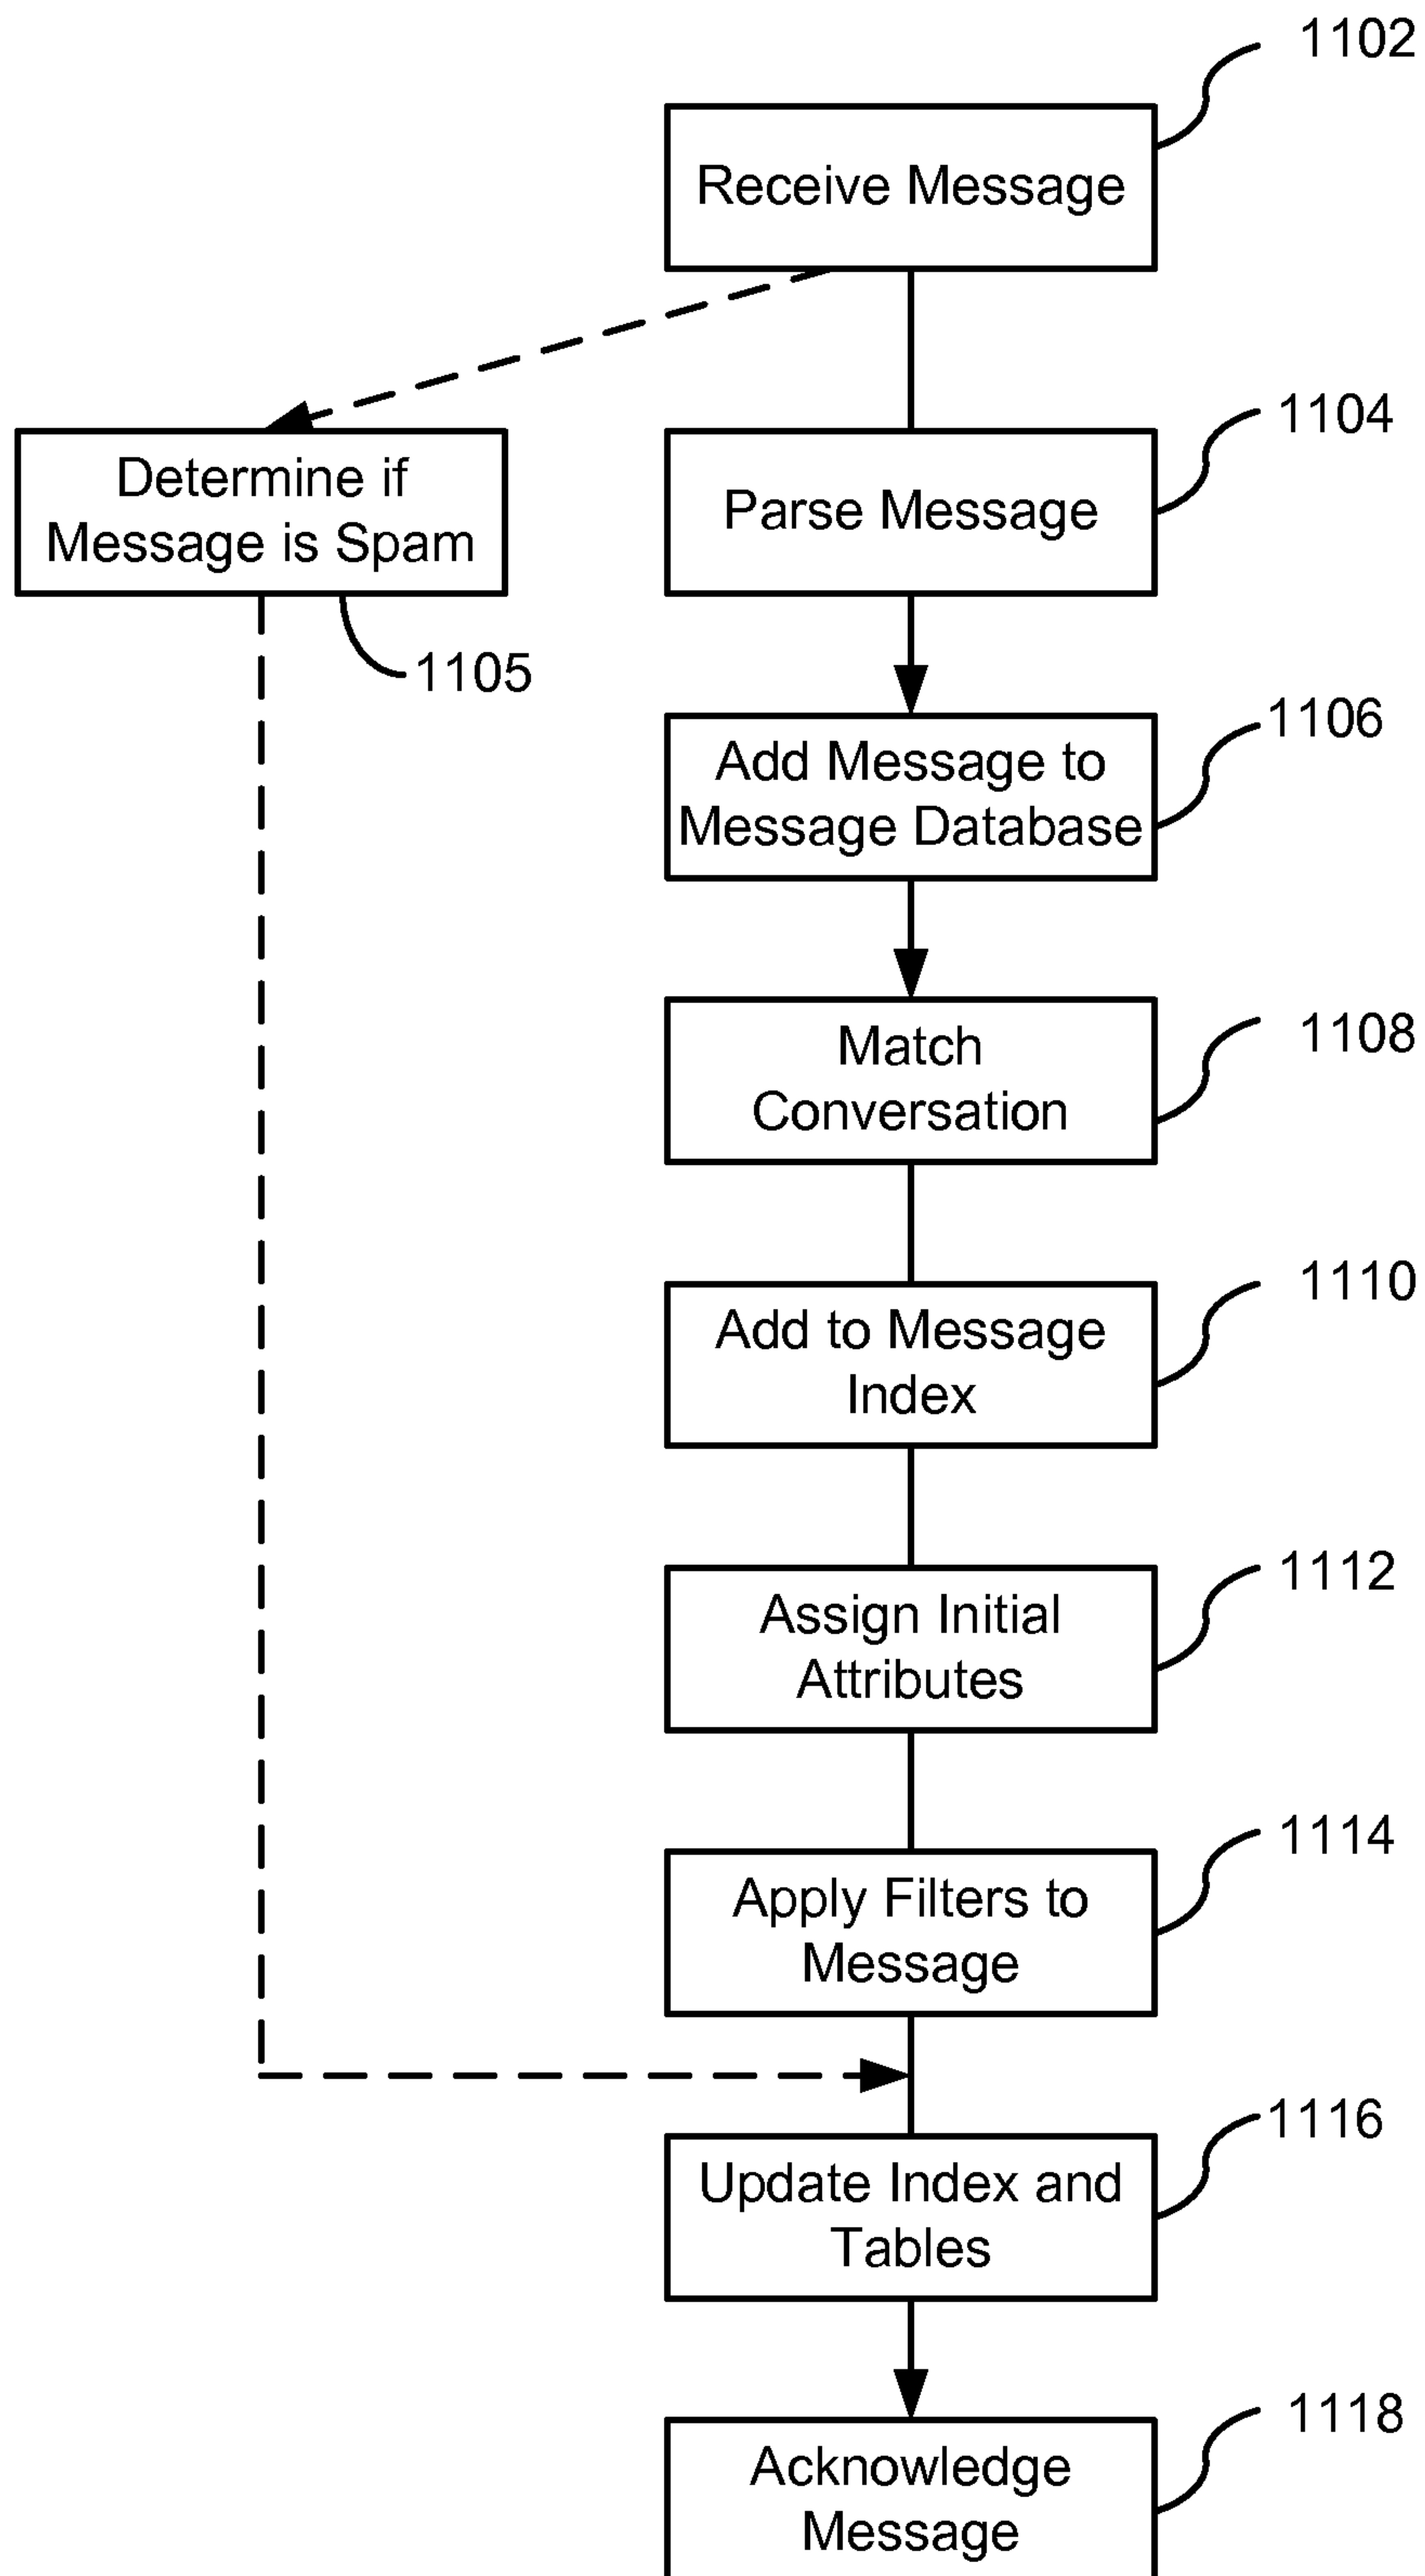 1102
Receive Message
1104
Parse Message
Determine if
Message is Spam
1105
1106
Add Message to
Message Database
1108
Match
Conversation
1110
Add to Message
Index
1112
Assign Initial
Attributes
1114
Apply Filters to
Message
1116
Update Index and
Tables
1118
Acknowledge
Message